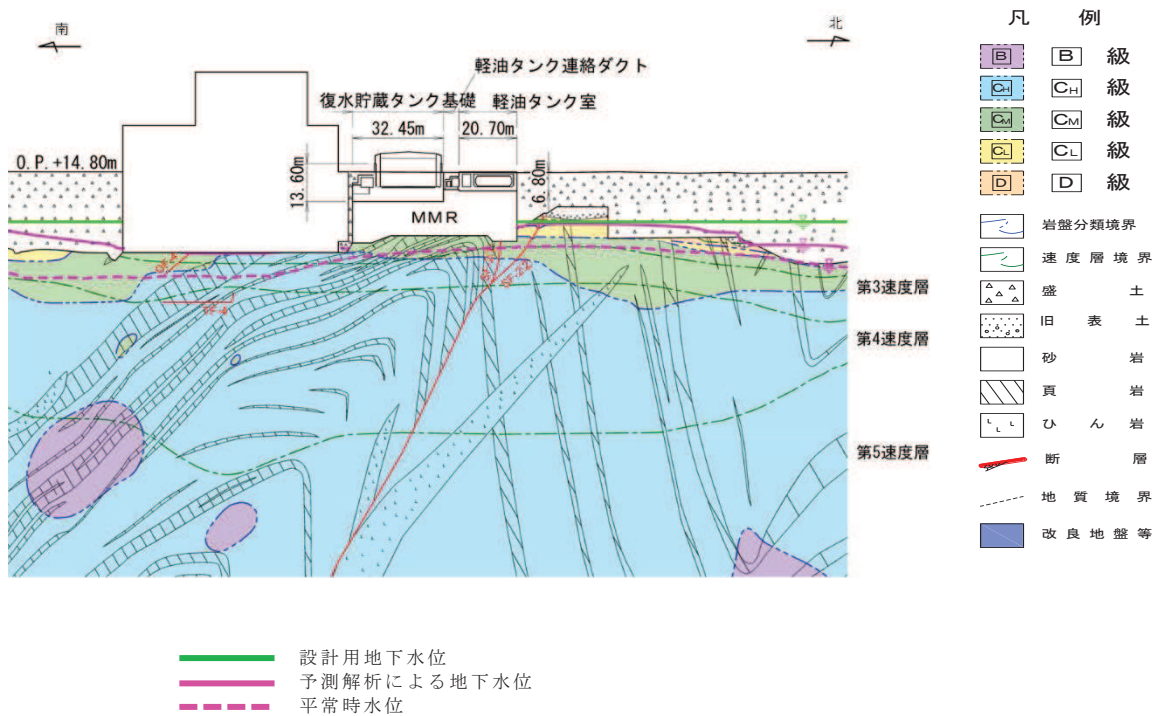 南
北
軽油タンク連絡ダクト
復水貯蔵タンク基礎
軽油タンク室
32.45m
20.70m
O.P.+14.80m
13.60m
6.80m
MMR
第3速度層
第4速度層
第5速度層
凡 例
B B 級
CH CH 級
CM CM 級
CL CL 級
D D 級
岩盤分類境界
速度層境界
盛土
旧表土
砂岩
頁岩
ひん岩
断層
地質境界
改良地盤等
設計用地下水位
予測解析による地下水位
平常時水位